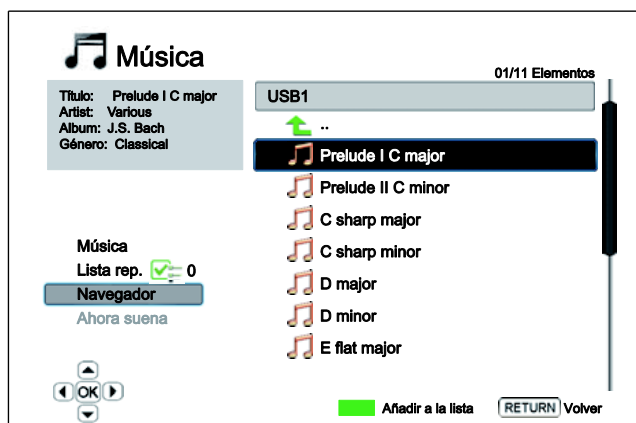 Música
01/11 Elementos
Título: Prelude I C major
Artist: Various
Album: J.S. Bach
Género: Classical
USB1
..
Prelude I C major
Prelude II C minor
C sharp major
C sharp minor
D major
D minor
E flat major
Música
Lista rep. 0
Navegador
Ahora suena
OK
Añadir a la lista
RETURN Volver